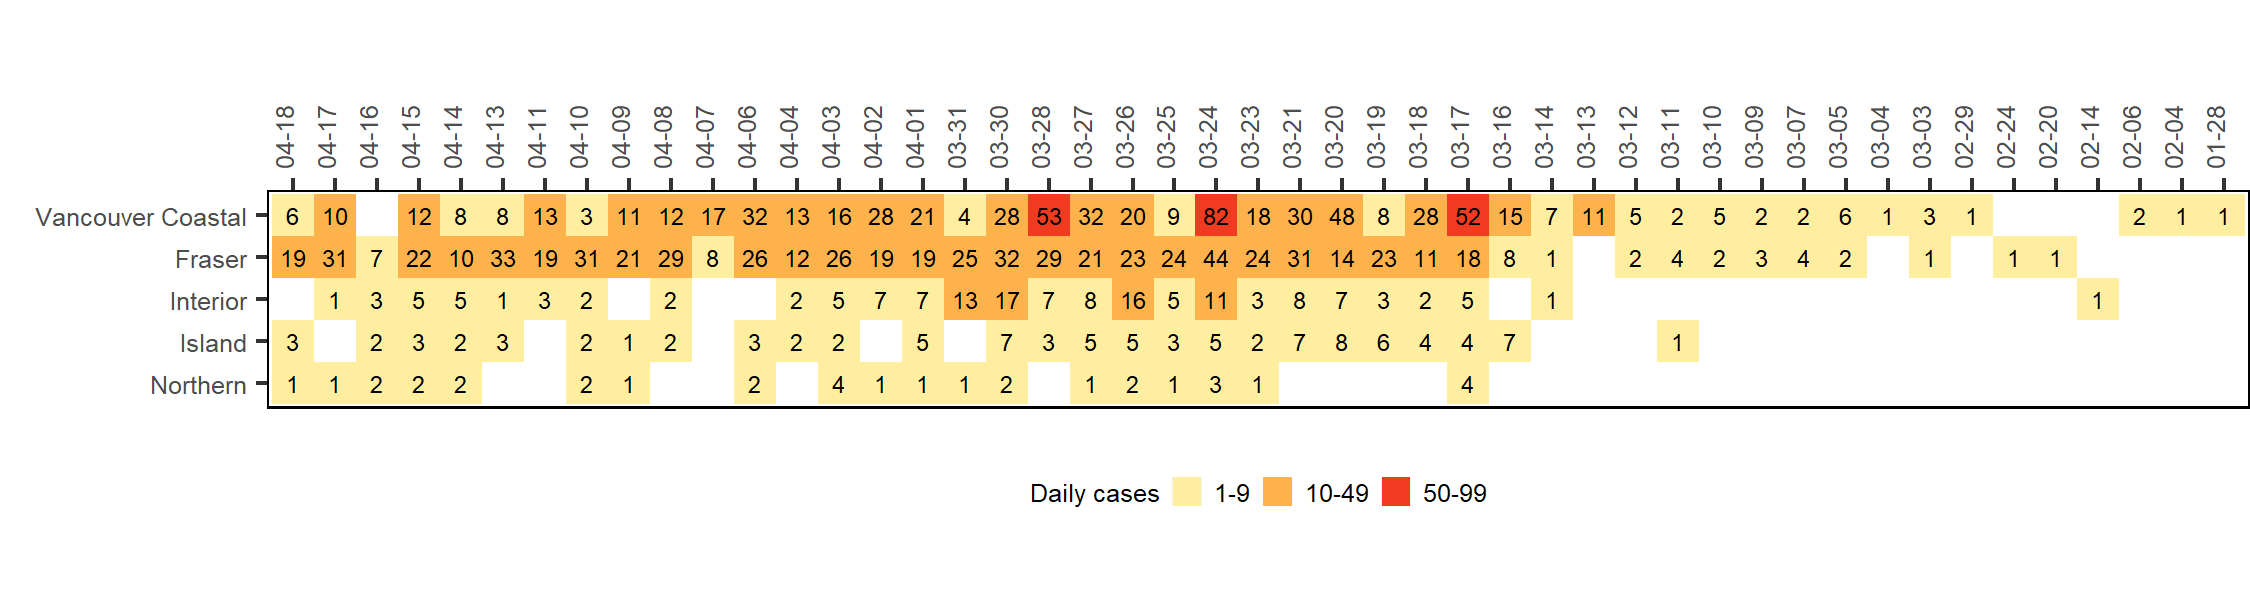 04-18 04-17 04-16 04-15 04-14 04-13 04-11 04-10 04-09 04-08 04-07 04-06 04-04 04-03 04-02 04-01 03-31 03-30 03-28 03-27 03-26 03-25 03-24 03-23 03-21 03-20 03-19 03-18 03-17 03-16 03-14 03-13 03-12 03-11 03-10 03-09 03-07 03-05 03-04 03-03 02-29 02-24 02-20 02-14 02-06 02-04 01-28
Vancouver Coastal 6 10 12 8 8 13 3 11 12 17 32 13 16 28 21 4 28 53 32 20 9 82 18 30 48 8 28 52 15 7 11 5 2 5 2 2 6 1 3 1 2 1 1
Fraser 19 31 7 22 10 33 19 31 21 29 8 26 12 26 19 19 25 32 29 21 23 24 44 24 31 14 23 11 18 8 1 2 4 2 3 4 2 1 1 1
Interior 1 3 5 5 1 3 2 2 2 5 7 7 13 17 7 8 16 5 11 3 8 7 3 2 5 1 1
Island 3 2 3 2 3 2 1 2 3 2 2 5 7 3 5 5 3 5 2 7 8 6 4 4 7 1
Northern 1 1 2 2 2 2 1 2 4 1 1 1 2 1 2 1 3 1 4
Daily cases 1-9 10-49 50-99